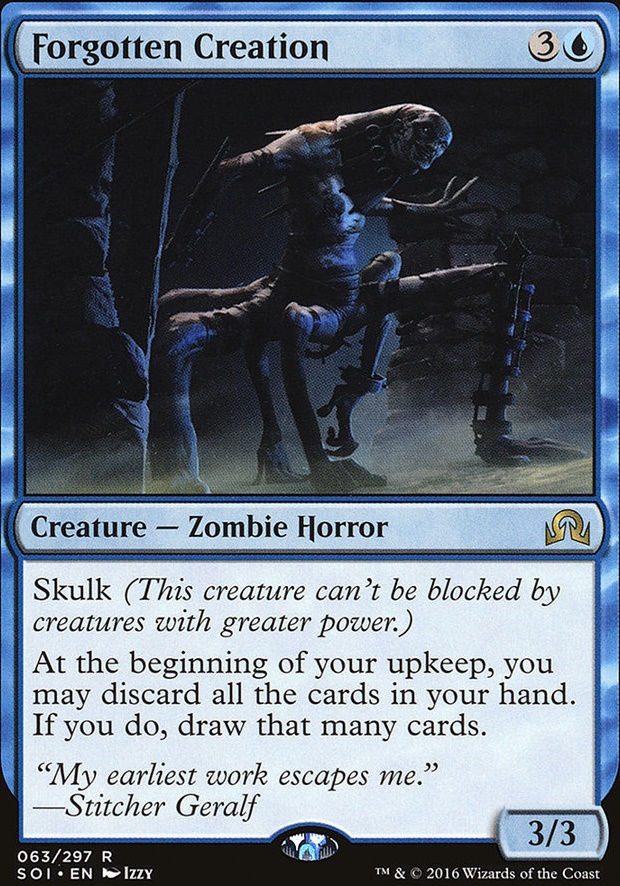 Forgotten Creation 3
Creature — Zombie Horror
Skulk (This creature can't be blocked by
creatures with greater power.)
At the beginning of your upkeep, you
may discard all the cards in your hand.
If you do, draw that many cards.
“My earliest work escapes me.”
—Stitcher Geralf
3/3
063/297 R
SOI • EN Izzy
™ & © 2016 Wizards of the Coast